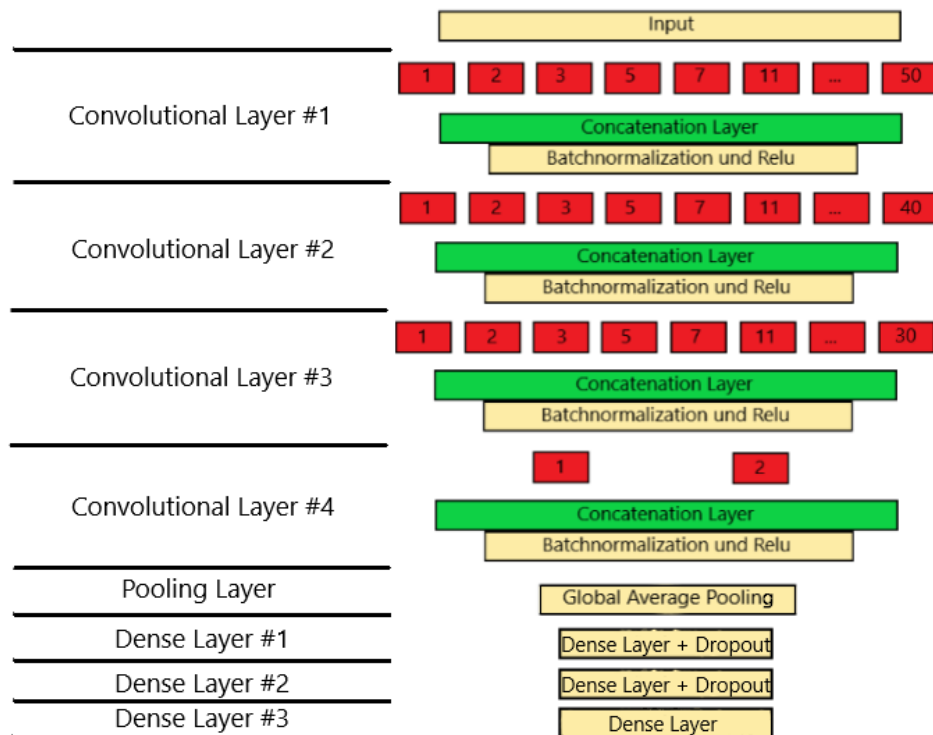 Input
Convolutional Layer #1
1 2 3 5 7 11 ... 50
Concatenation Layer
Batchnormalization und Relu
Convolutional Layer #2
1 2 3 5 7 11 ... 40
Concatenation Layer
Batchnormalization und Relu
Convolutional Layer #3
1 2 3 5 7 11 ... 30
Concatenation Layer
Batchnormalization und Relu
Convolutional Layer #4
1 2
Concatenation Layer
Batchnormalization und Relu
Pooling Layer
Global Average Pooling
Dense Layer #1
Dense Layer + Dropout
Dense Layer #2
Dense Layer + Dropout
Dense Layer #3
Dense Layer